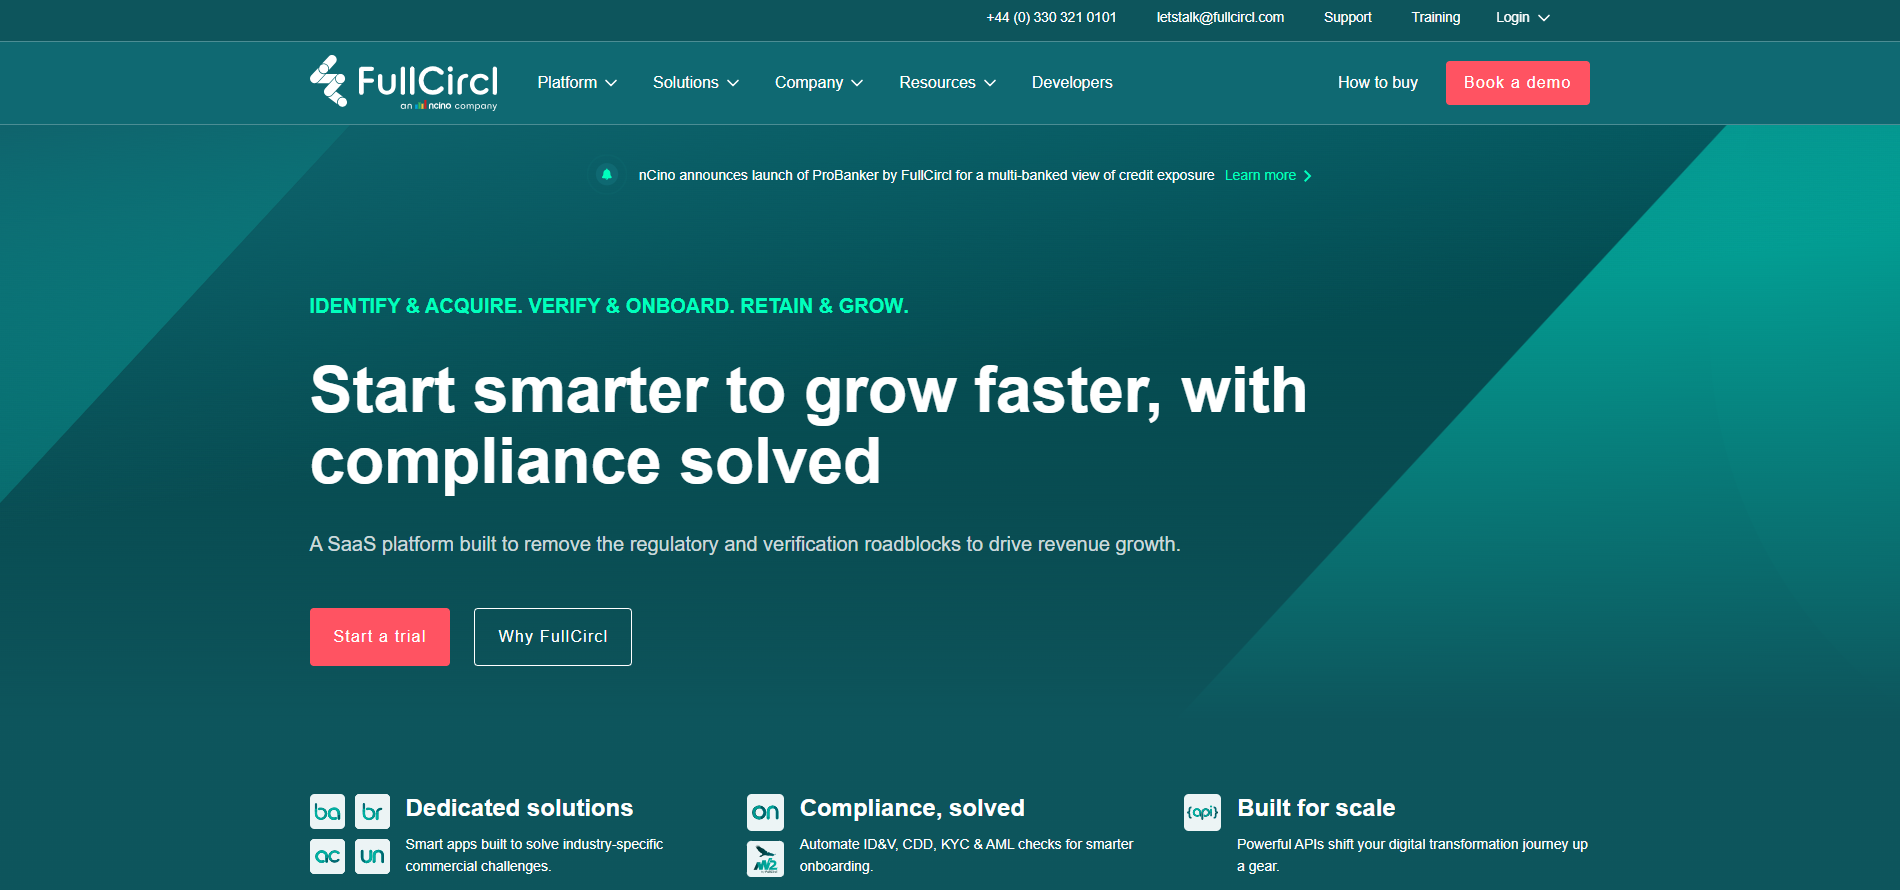 +44 (0) 330 321 0101 letstalk@fullcircl.com Support Training Login
FullCircl
an ncino company
Platform Solutions Company Resources Developers How to buy Book a demo
nCino announces launch of ProBanker by FullCircl for a multi-banked view of credit exposure Learn more
IDENTIFY & ACQUIRE. VERIFY & ONBOARD. RETAIN & GROW.
Start smarter to grow faster, with
compliance solved
A SaaS platform built to remove the regulatory and verification roadblocks to drive revenue growth.
Start a trial Why FullCircl
ba br
ac un
Dedicated solutions
Smart apps built to solve industry-specific
commercial challenges.
on
Compliance, solved
Automate ID&V, CDD, KYC & AML checks for smarter
onboarding.
{api}
Built for scale
Powerful APIs shift your digital transformation journey up
a gear.